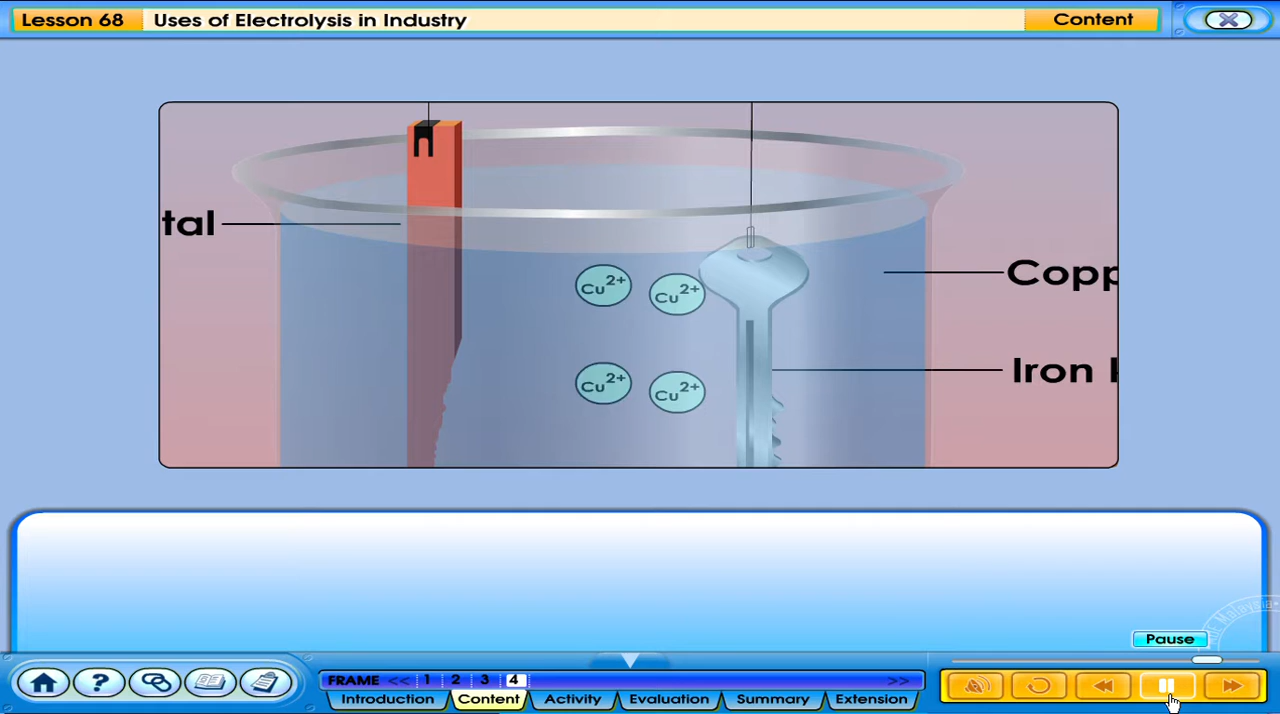 Lesson 68
Uses of Electrolysis in Industry
Content
tal
Cu2+
Cu2+
Copp
Cu2+
Cu2+
Iron
Pause
FRAME << 1 2 3 4 >>
Introduction Content Activity Evaluation Summary Extension